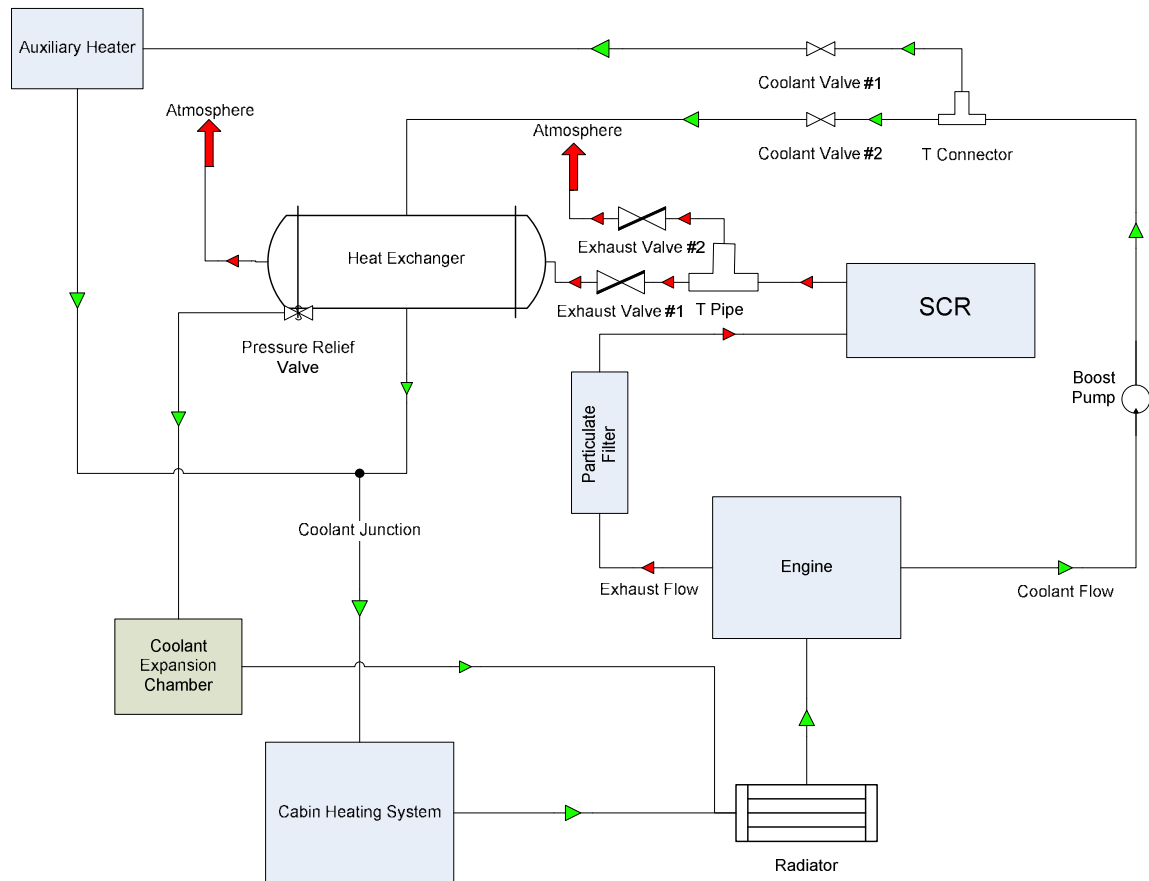 Auxiliary Heater
Coolant Valve #1
Atmosphere
Atmosphere
Coolant Valve #2
T Connector
Exhaust Valve #2
Heat Exchanger
Exhaust Valve #1
T Pipe
SCR
Pressure Relief
Valve
Boost
Pump
Particulate
Filter
Coolant Junction
Engine
Exhaust Flow
Coolant Flow
Coolant
Expansion
Chamber
Cabin Heating System
Radiator